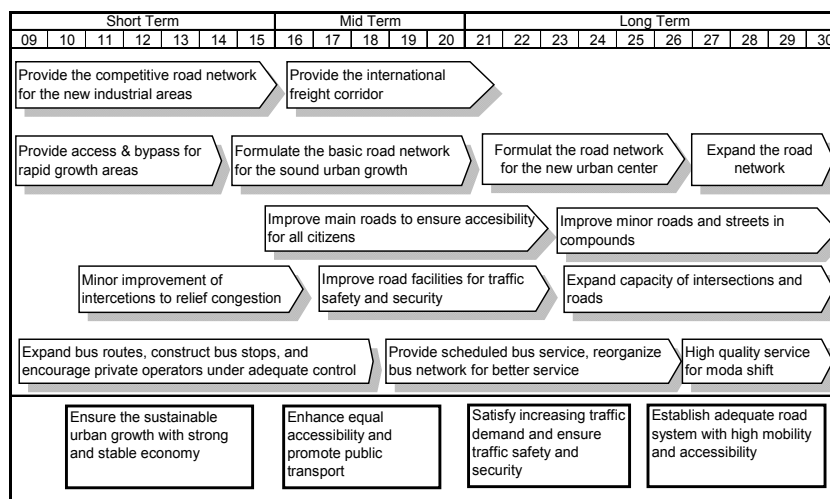 Short Term Mid Term Long Term
09 10 11 12 13 14 15 16 17 18 19 20 21 22 23 24 25 26 27 28 29 30
Provide the competitive road network
for the new industrial areas
Provide the international
freight corridor
Provide access & bypass for
rapid growth areas
Formulate the basic road network
for the sound urban growth
Formulat the road network
for the new urban center
Expand the road
network
Improve main roads to ensure accesibility
for all citizens
Improve minor roads and streets in
compounds
Minor improvement of
intercetions to relief congestion
Improve road facilities for traffic
safety and security
Expand capacity of intersections and
roads
Expand bus routes, construct bus stops, and
encourage private operators under adequate control
Provide scheduled bus service, reorganize
bus network for better service
High quality service
for moda shift
Ensure the sustainable
urban growth with strong
and stable economy
Enhance equal
accessibility and
promote public
transport
Satisfy increasing traffic
demand and ensure
traffic safety and
security
Establish adequate road
system with high mobility
and accessibility